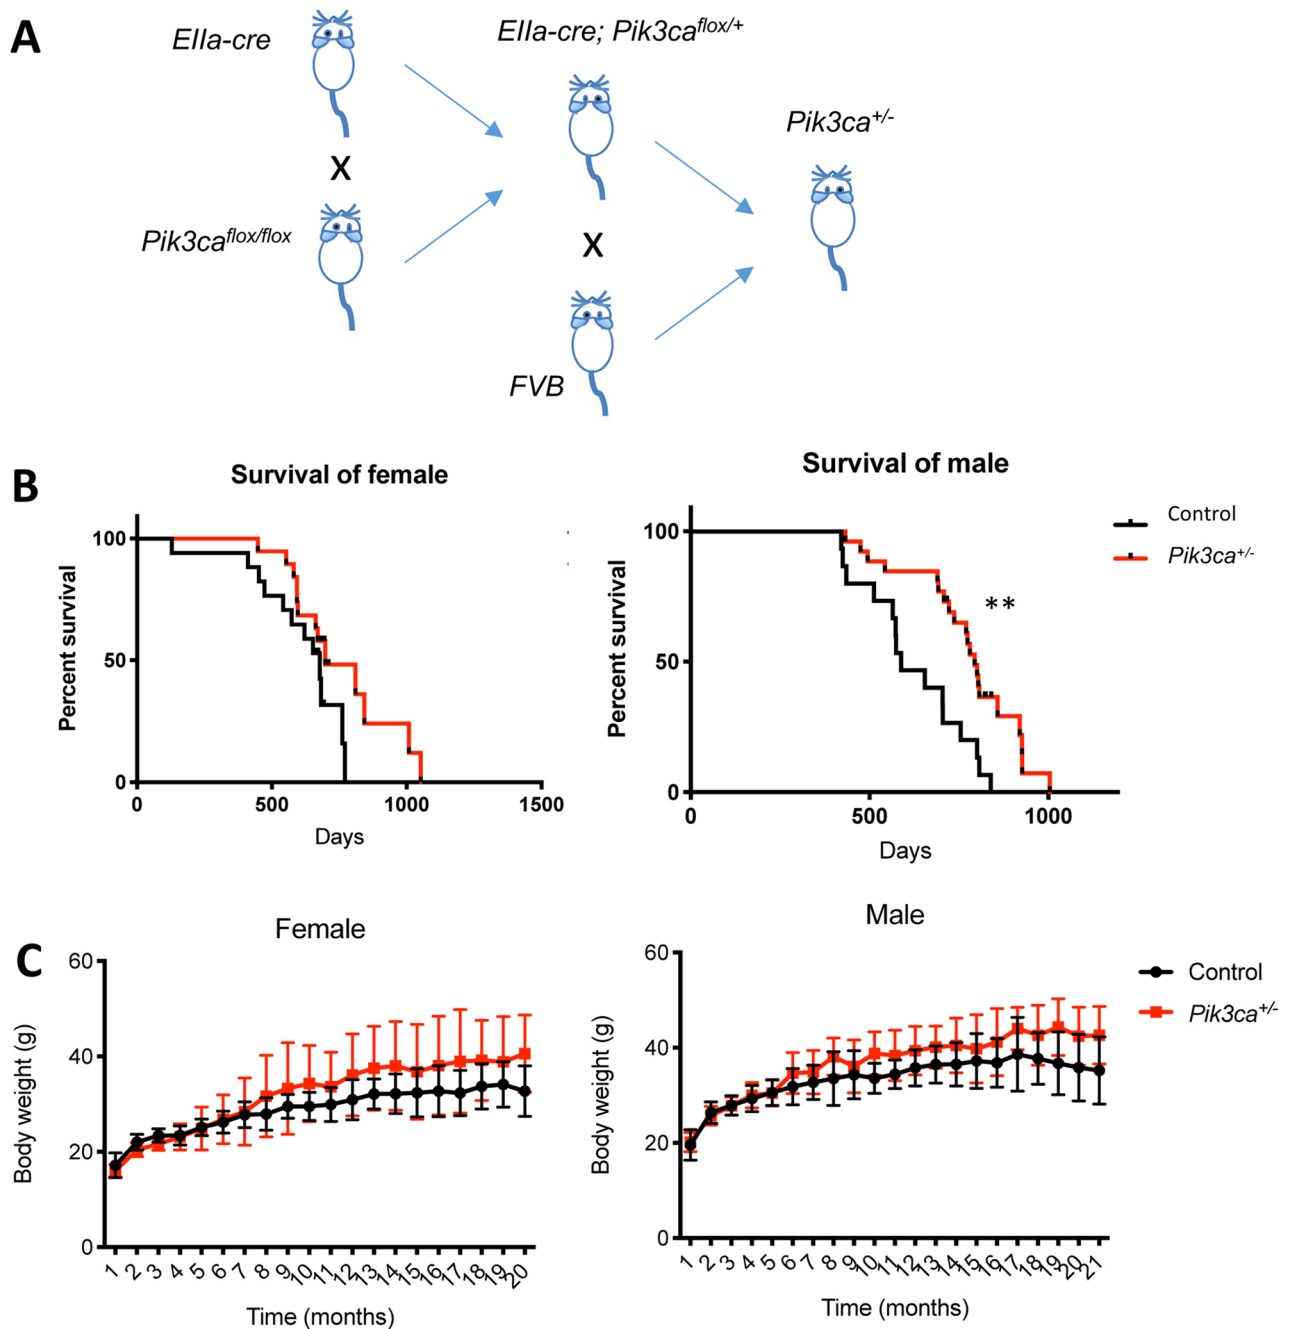 A
EIIa-cre
EIIa-cre; Pik3ca^flox/+
X
Pik3ca^flox/flox
X
FVB
Pik3ca^+/-
B
Survival of female
Percent survival
100
50
0
0 500 1000 1500
Days
Survival of male
Percent survival
100
50
0
0 500 1000
Days
**
Control
Pik3ca^+/-
C
Female
Body weight (g)
60
40
20
0
1 2 3 4 5 6 7 8 9 10 11 12 13 14 15 16 17 18 19 20
Time (months)
Male
Body weight (g)
60
40
20
0
1 2 3 4 5 6 7 8 9 10 11 12 13 14 15 16 17 18 19 20 21
Time (months)
Control
Pik3ca^+/-